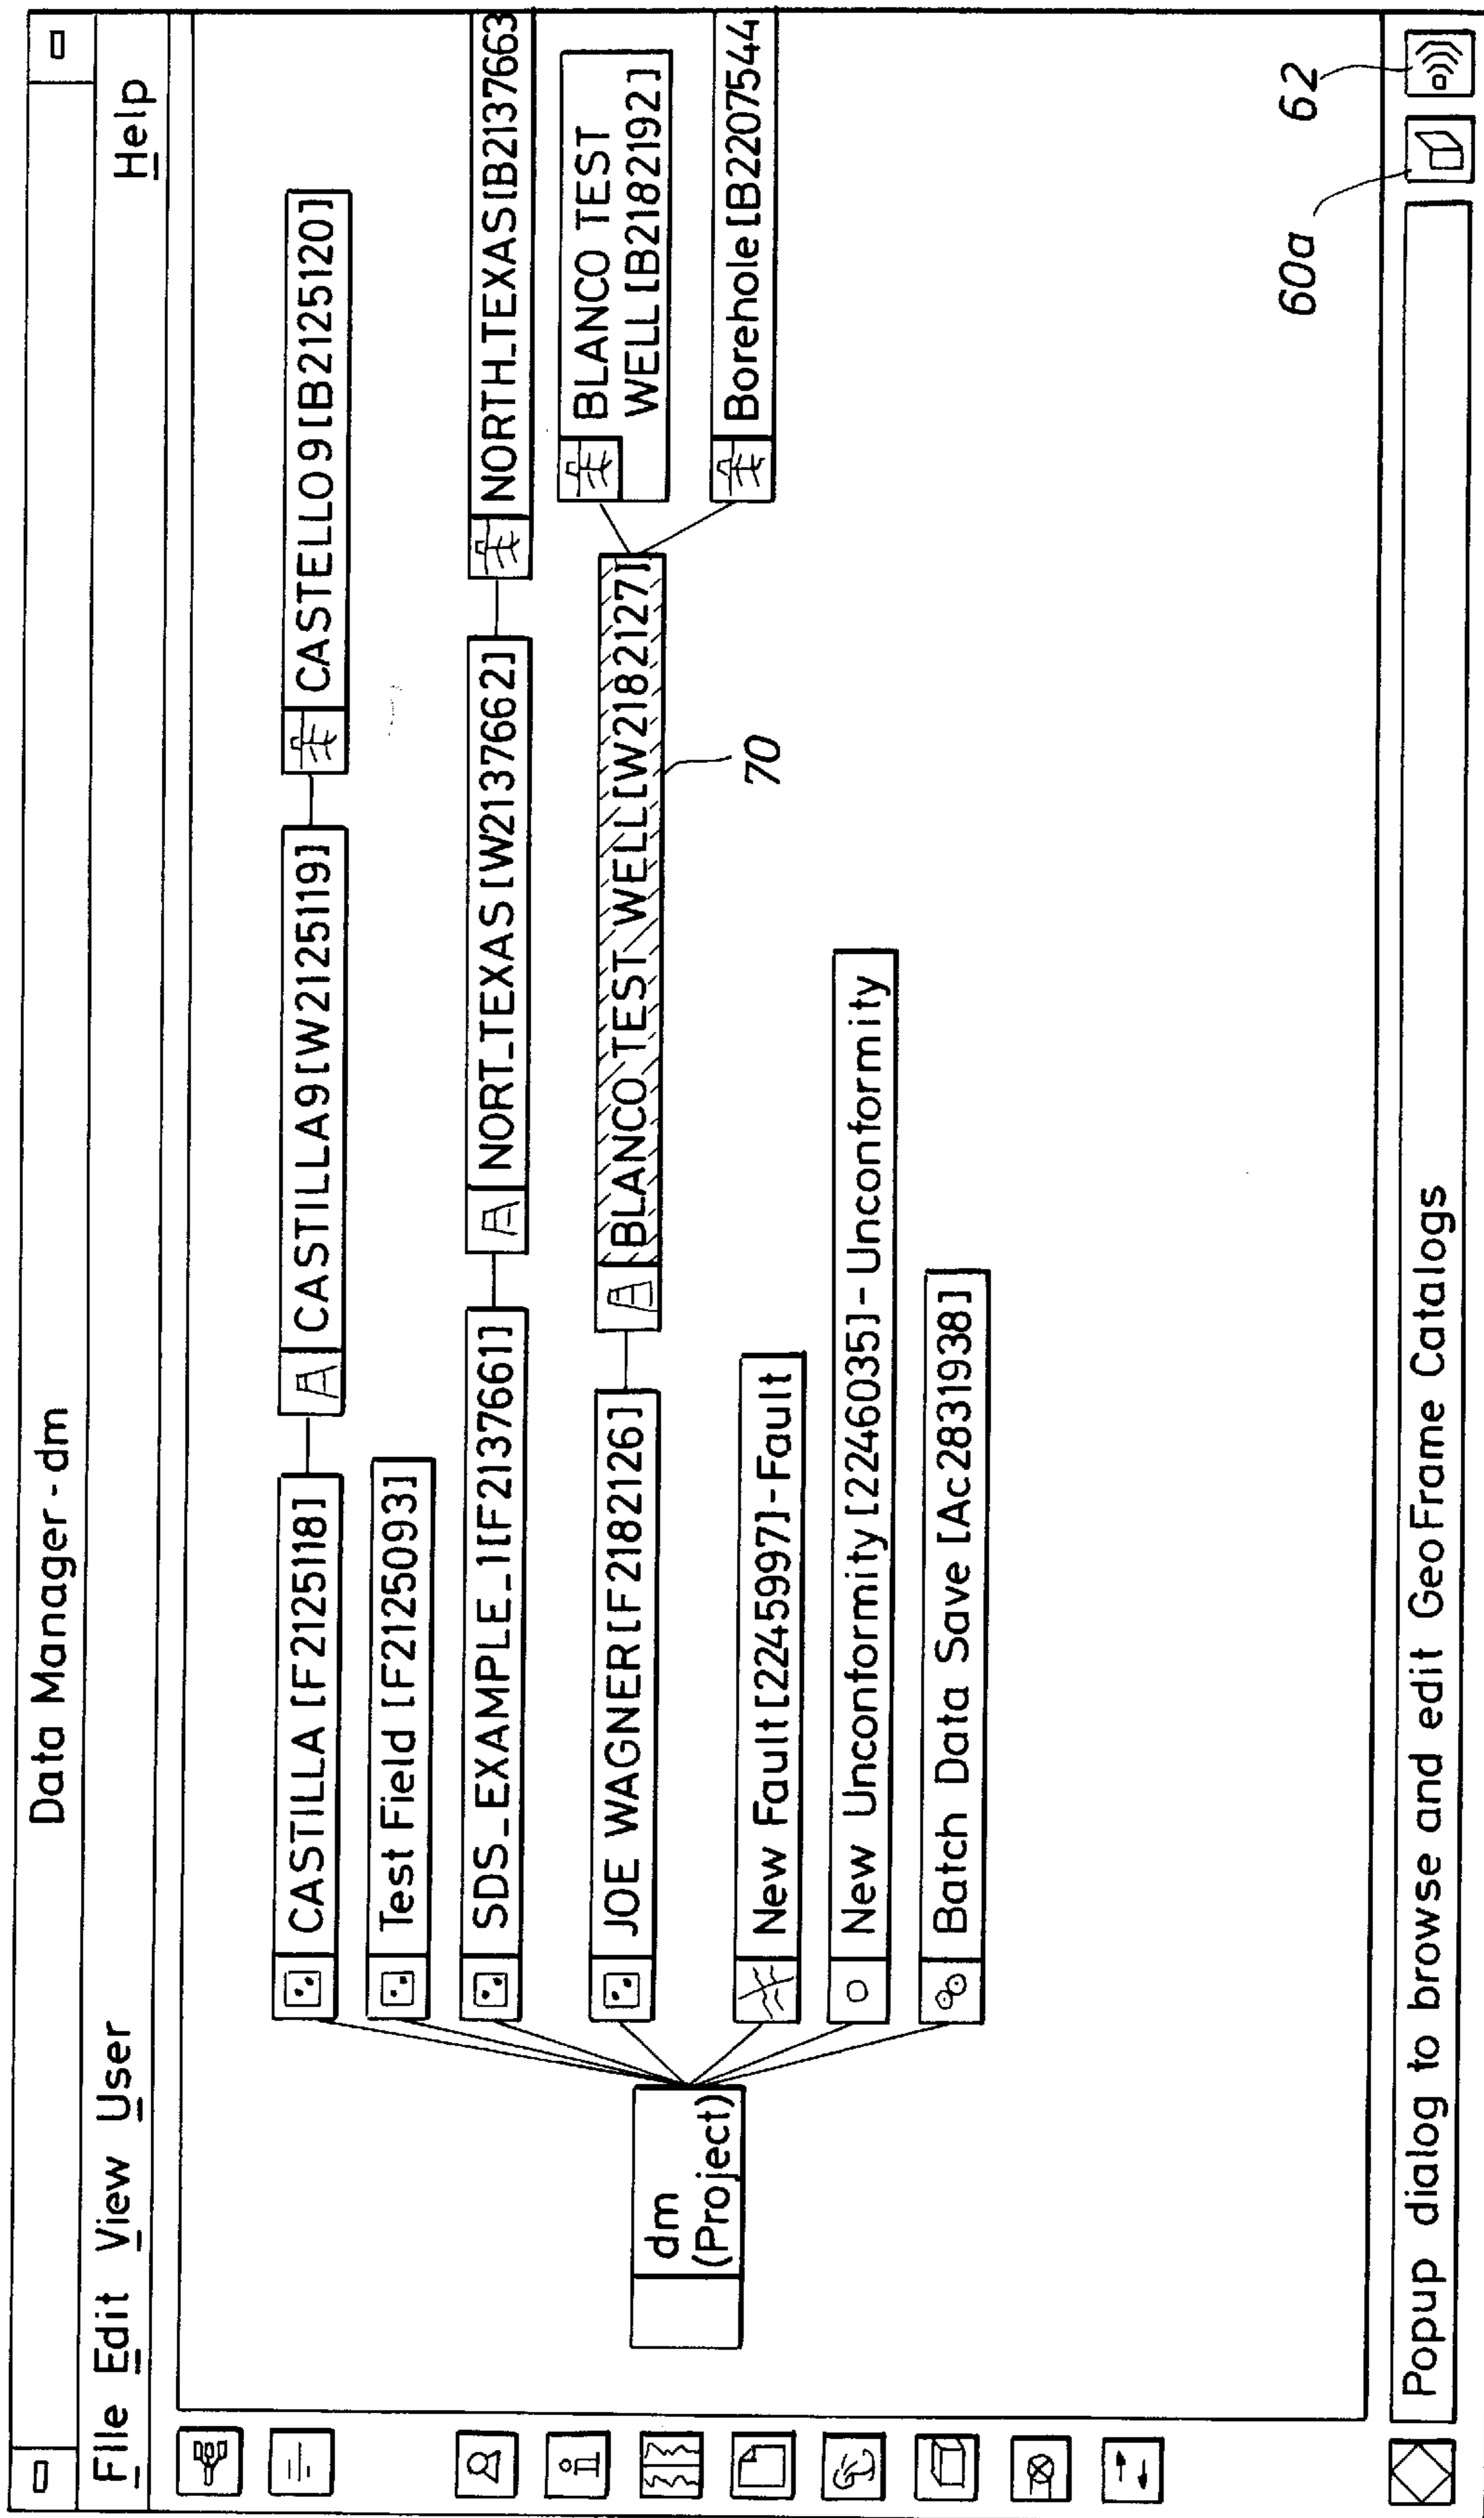 Data Manager-dm
File Edit View User Help
CASTILLA [F2125118]
CASTILLA9[W2125119]
CASTELLO9[B2125120]
Test Field [F2125093]
SDS_EXAMPLE_1[F2137661]
NORT_TEXAS[W2137662]
NORTH_TEXAS[B2137663
JOE WAGNER[F2182126]
BLANCO TEST WELL[W2182127]
BLANCO TEST
WELL[B2182192]
Borehole[B2207544
70
dm
(Project)
New Fault[2245997]-Fault
New Unconformity [2246035]-Unconformity
Batch Data Save [Ac2831938]
60a
62
Popup dialog to browse and edit GeoFrame Catalogs